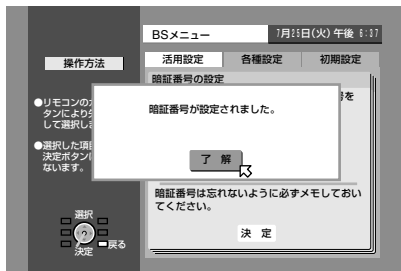 BSメニュー
7月25日(火) 午後 6:37
操作方法
活用設定
各種設定
初期設定
暗証番号の設定
号を
●リモコンの
タンにより
して選択し
●選択した項
決定ボタン
ないます。
暗証番号が設定されました。
了 解
暗証番号は忘れないように必ずメモしておい
てください。
決 定
選択
決定
戻る